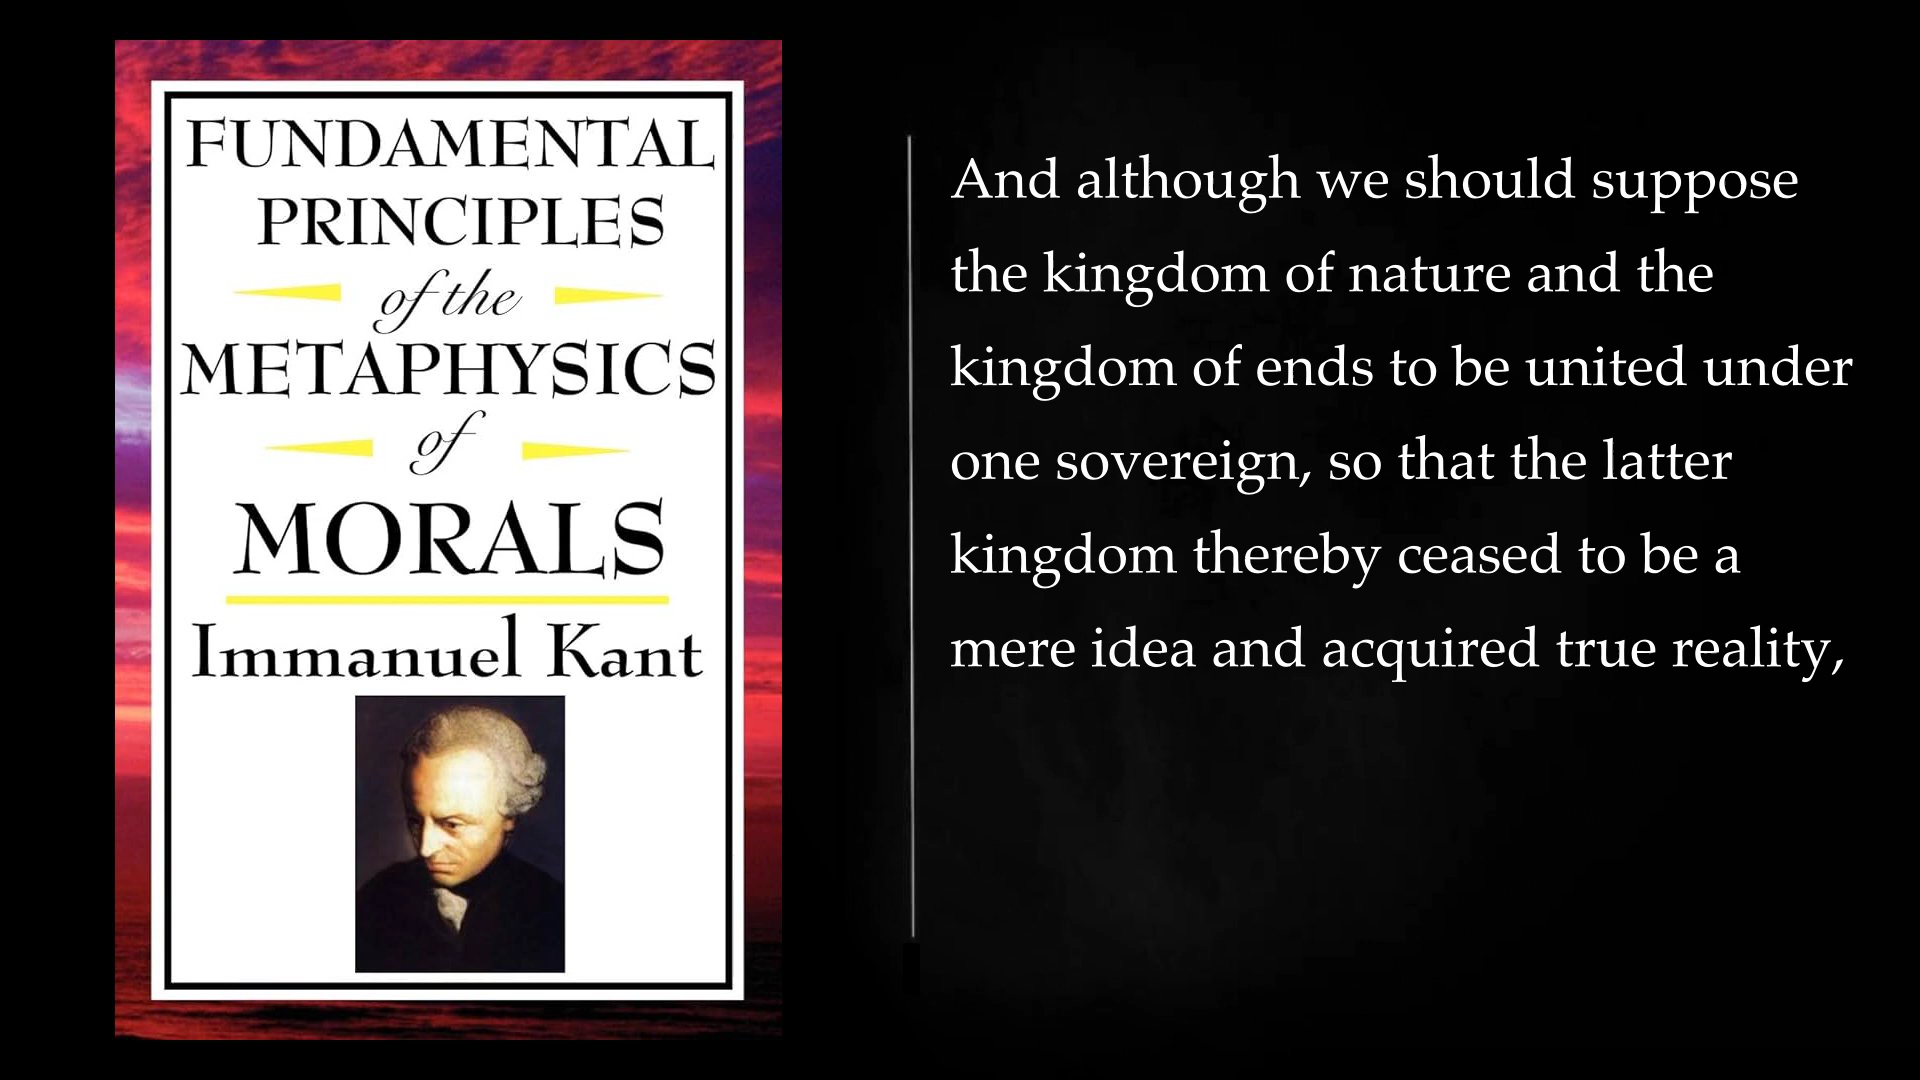 FUNDAMENTAL
PRINCIPLES
of the
METAPHYSICS
of
MORALS
Immanuel Kant
And although we should suppose
the kingdom of nature and the
kingdom of ends to be united under
one sovereign, so that the latter
kingdom thereby ceased to be a
mere idea and acquired true reality,